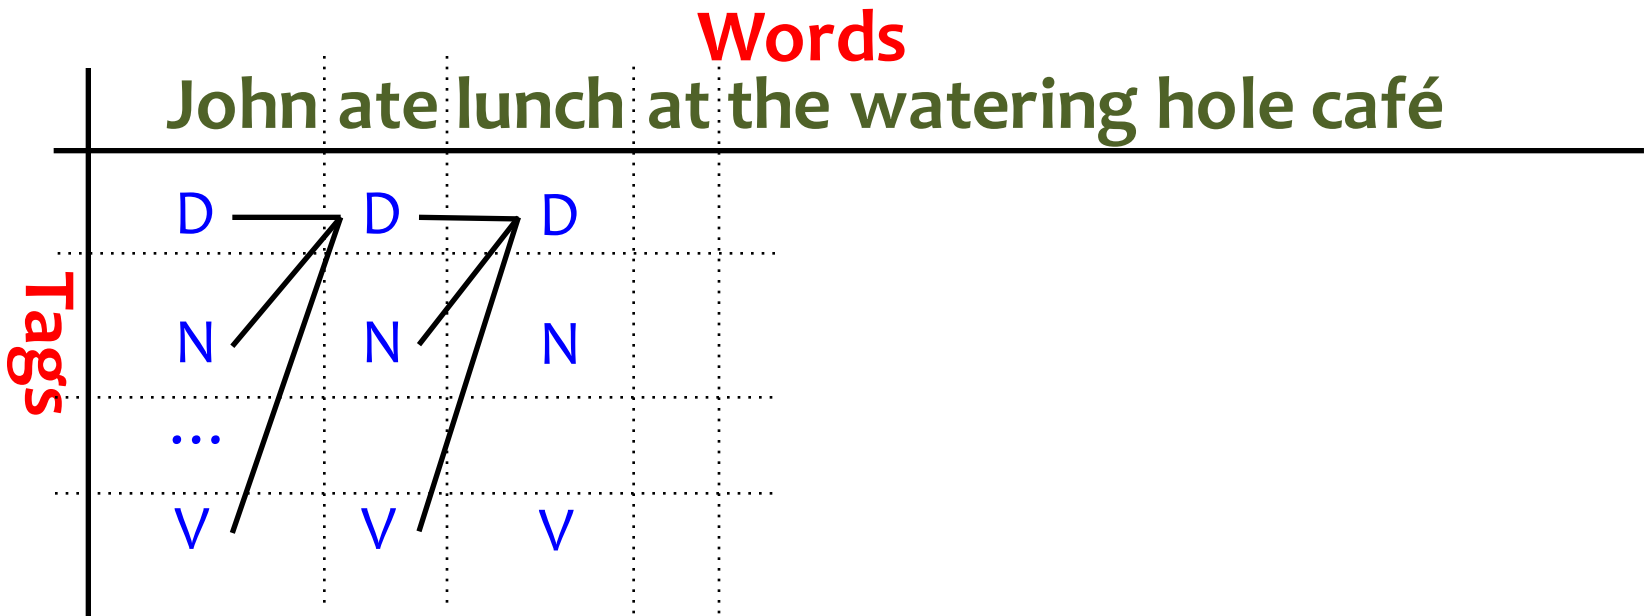 Words
John ate lunch at the watering hole café
Tags
D D D
N N N
...
V V V